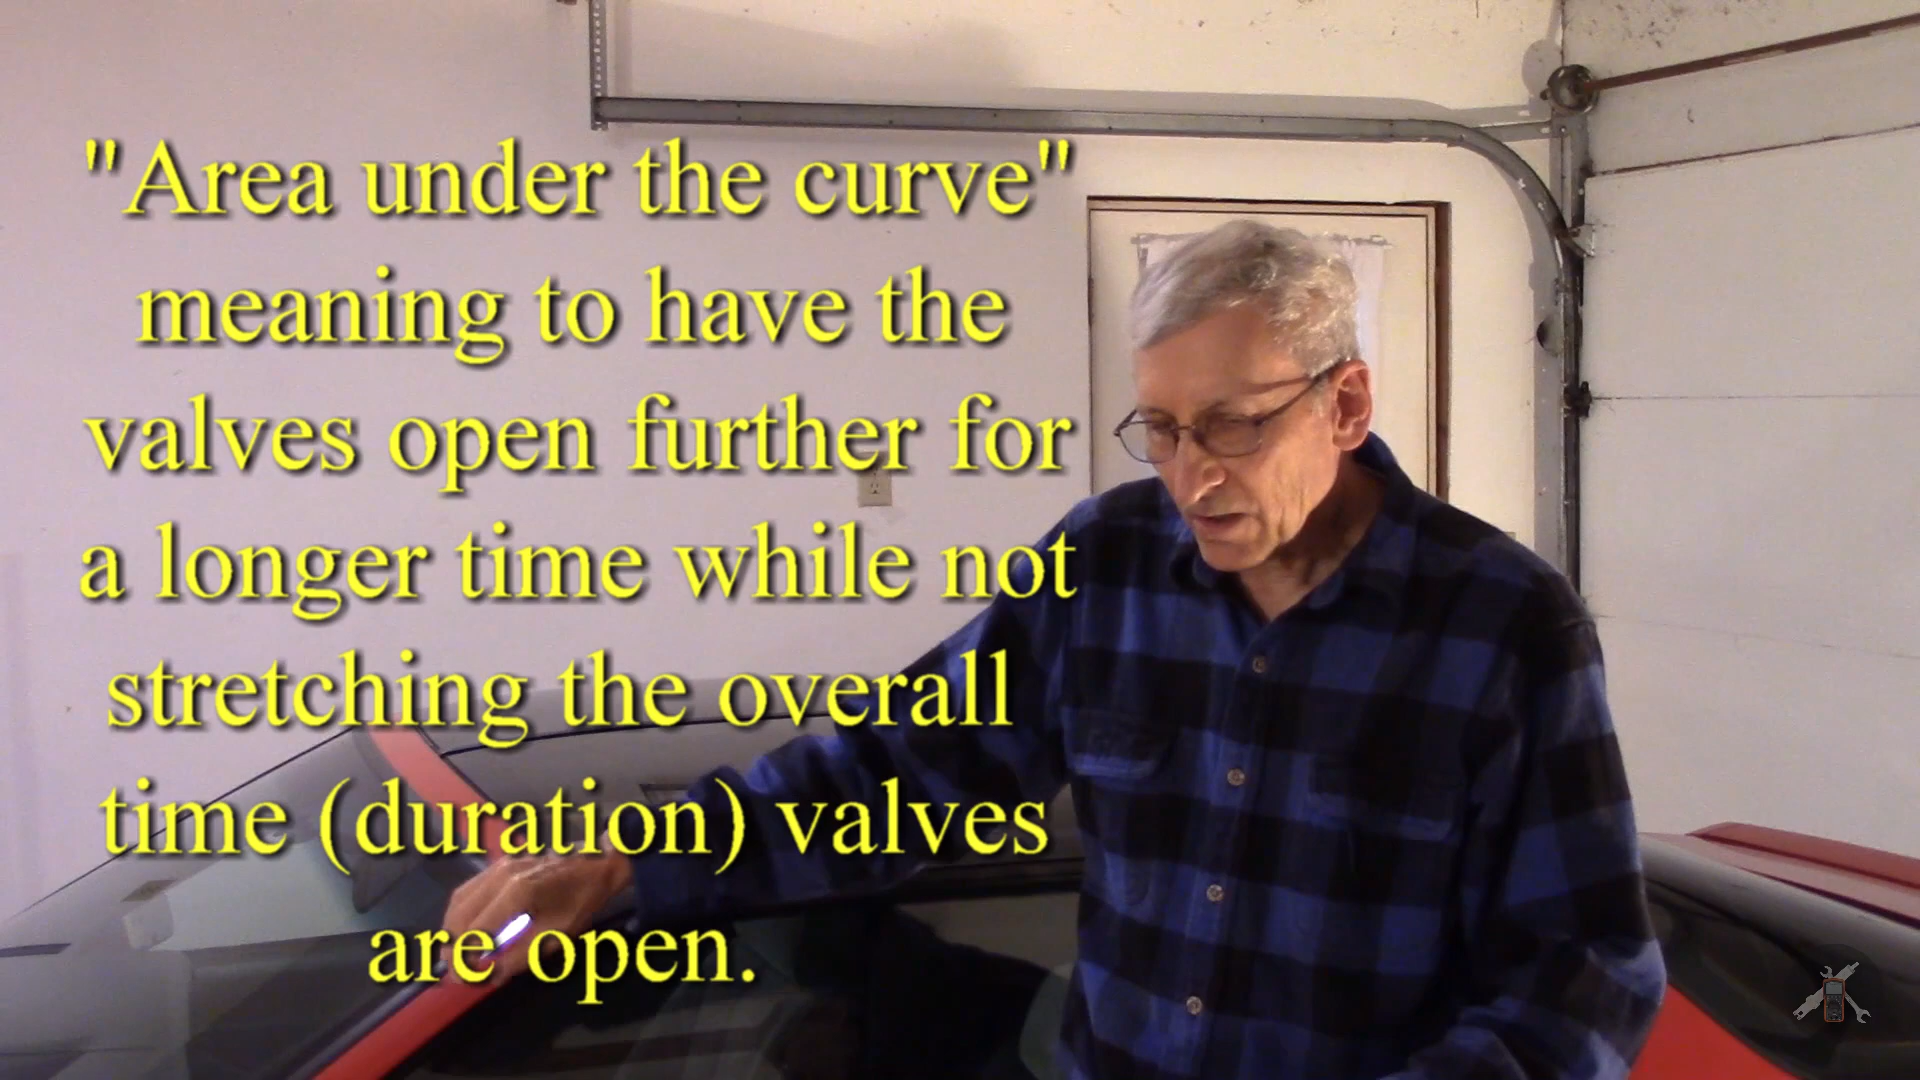 "Area under the curve"
meaning to have the
valves open further for
a longer time while not
stretching the overall
time (duration) valves
are open.